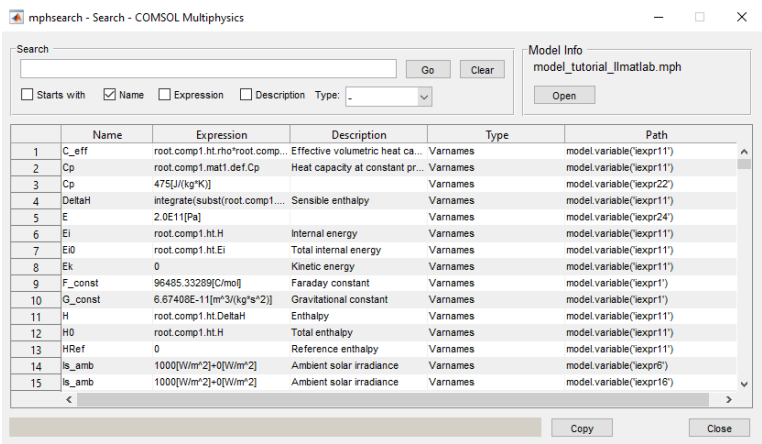 mphsearch - Search - COMSOL Multiphysics
Search
Go Clear
Starts with Name Expression Description Type: -
Model Info
model_tutorial_llmatlab.mph
Open
Name Expression Description Type Path
1 C_eff root.comp1.ht.rho*root.comp... Effective volumetric heat ca... Varnames model.variable('iexpr11')
2 Cp root.comp1.mat1.def.Cp Heat capacity at constant pr... Varnames model.variable('iexpr11')
3 Cp 475[J/(kg*K)] Varnames model.variable('iexpr22')
4 DeltaH integrate(subst(root.comp1.... Sensible enthalpy Varnames model.variable('iexpr11')
5 E 2.0E11[Pa] Varnames model.variable('iexpr24')
6 Ei root.comp1.ht.H Internal energy Varnames model.variable('iexpr11')
7 Ei0 root.comp1.ht.Ei Total internal energy Varnames model.variable('iexpr11')
8 Ek 0 Kinetic energy Varnames model.variable('iexpr11')
9 F_const 96485.33289[C/mol] Faraday constant Varnames model.variable('iexpr1')
10 G_const 6.67408E-11[m^3/(kg*s^2)] Gravitational constant Varnames model.variable('iexpr1')
11 H root.comp1.ht.DeltaH Enthalpy Varnames model.variable('iexpr11')
12 H0 root.comp1.ht.H Total enthalpy Varnames model.variable('iexpr11')
13 HRef 0 Reference enthalpy Varnames model.variable('iexpr11')
14 Is_amb 1000[W/m^2]+0[W/m^2] Ambient solar irradiance Varnames model.variable('iexpr6')
15 Is_amb 1000[W/m^2]+0[W/m^2] Ambient solar irradiance Varnames model.variable('iexpr16')
Copy Close